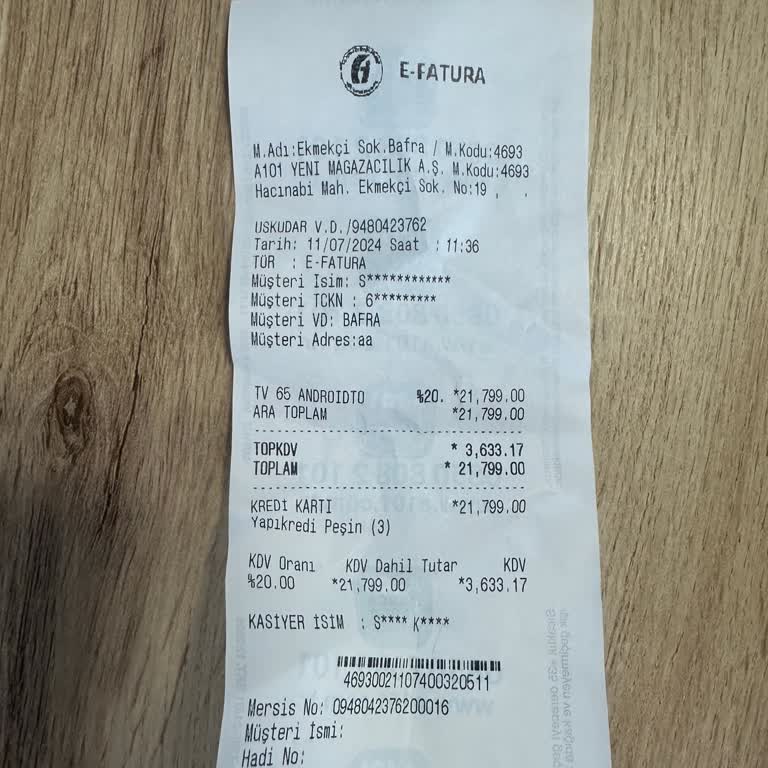 E-FATURA
M.Adı:Ekmekçi Sok.Bafra / M.Kodu:4693
A101 YENİ MAGAZACILIK A.Ş. M.Kodu:4693
Hacınabi Mah. Ekmekçi Sok. No:19 , .
USKUDAR V.D./9480423762
Tarih: 11/07/2024 Saat : 11:36
TÜR : E-FATURA
Müşteri Isim: S************
Müşteri TCKN : 6*********
Müşteri VD: BAFRA
Müşteri Adres:aa
TV 65 ANDROIDTO %20. *21,799.00
ARA TOPLAM *21,799.00
TOPKDV * 3,633.17
TOPLAM * 21,799.00
KREDİ KARTI *21,799.00
Yapıkredi Peşin (3)
KDV Oranı KDV Dahil Tutar KDV
%20.00 *21,799.00 *3,633.17
KASİYER İSİM : S**** K****
46930021107400320511
Mersis No: 0948042376200016
Müşteri İsmi:
Hadi No: